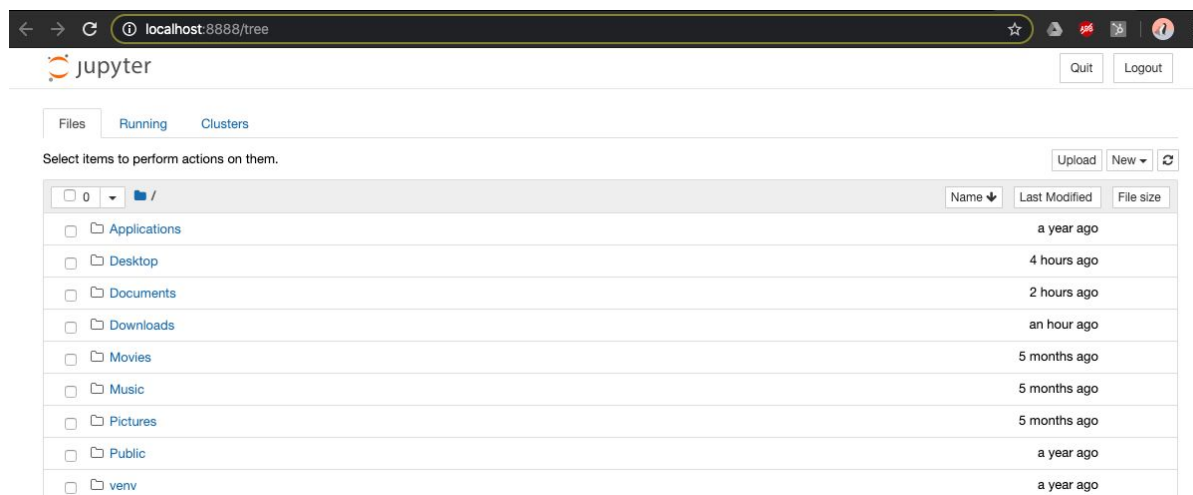 localhost:8888/tree
jupyter
Quit
Logout
Files
Running
Clusters
Select items to perform actions on them.
Upload
New
0
/
Name
Last Modified
File size
Applications
a year ago
Desktop
4 hours ago
Documents
2 hours ago
Downloads
an hour ago
Movies
5 months ago
Music
5 months ago
Pictures
5 months ago
Public
a year ago
venv
a year ago